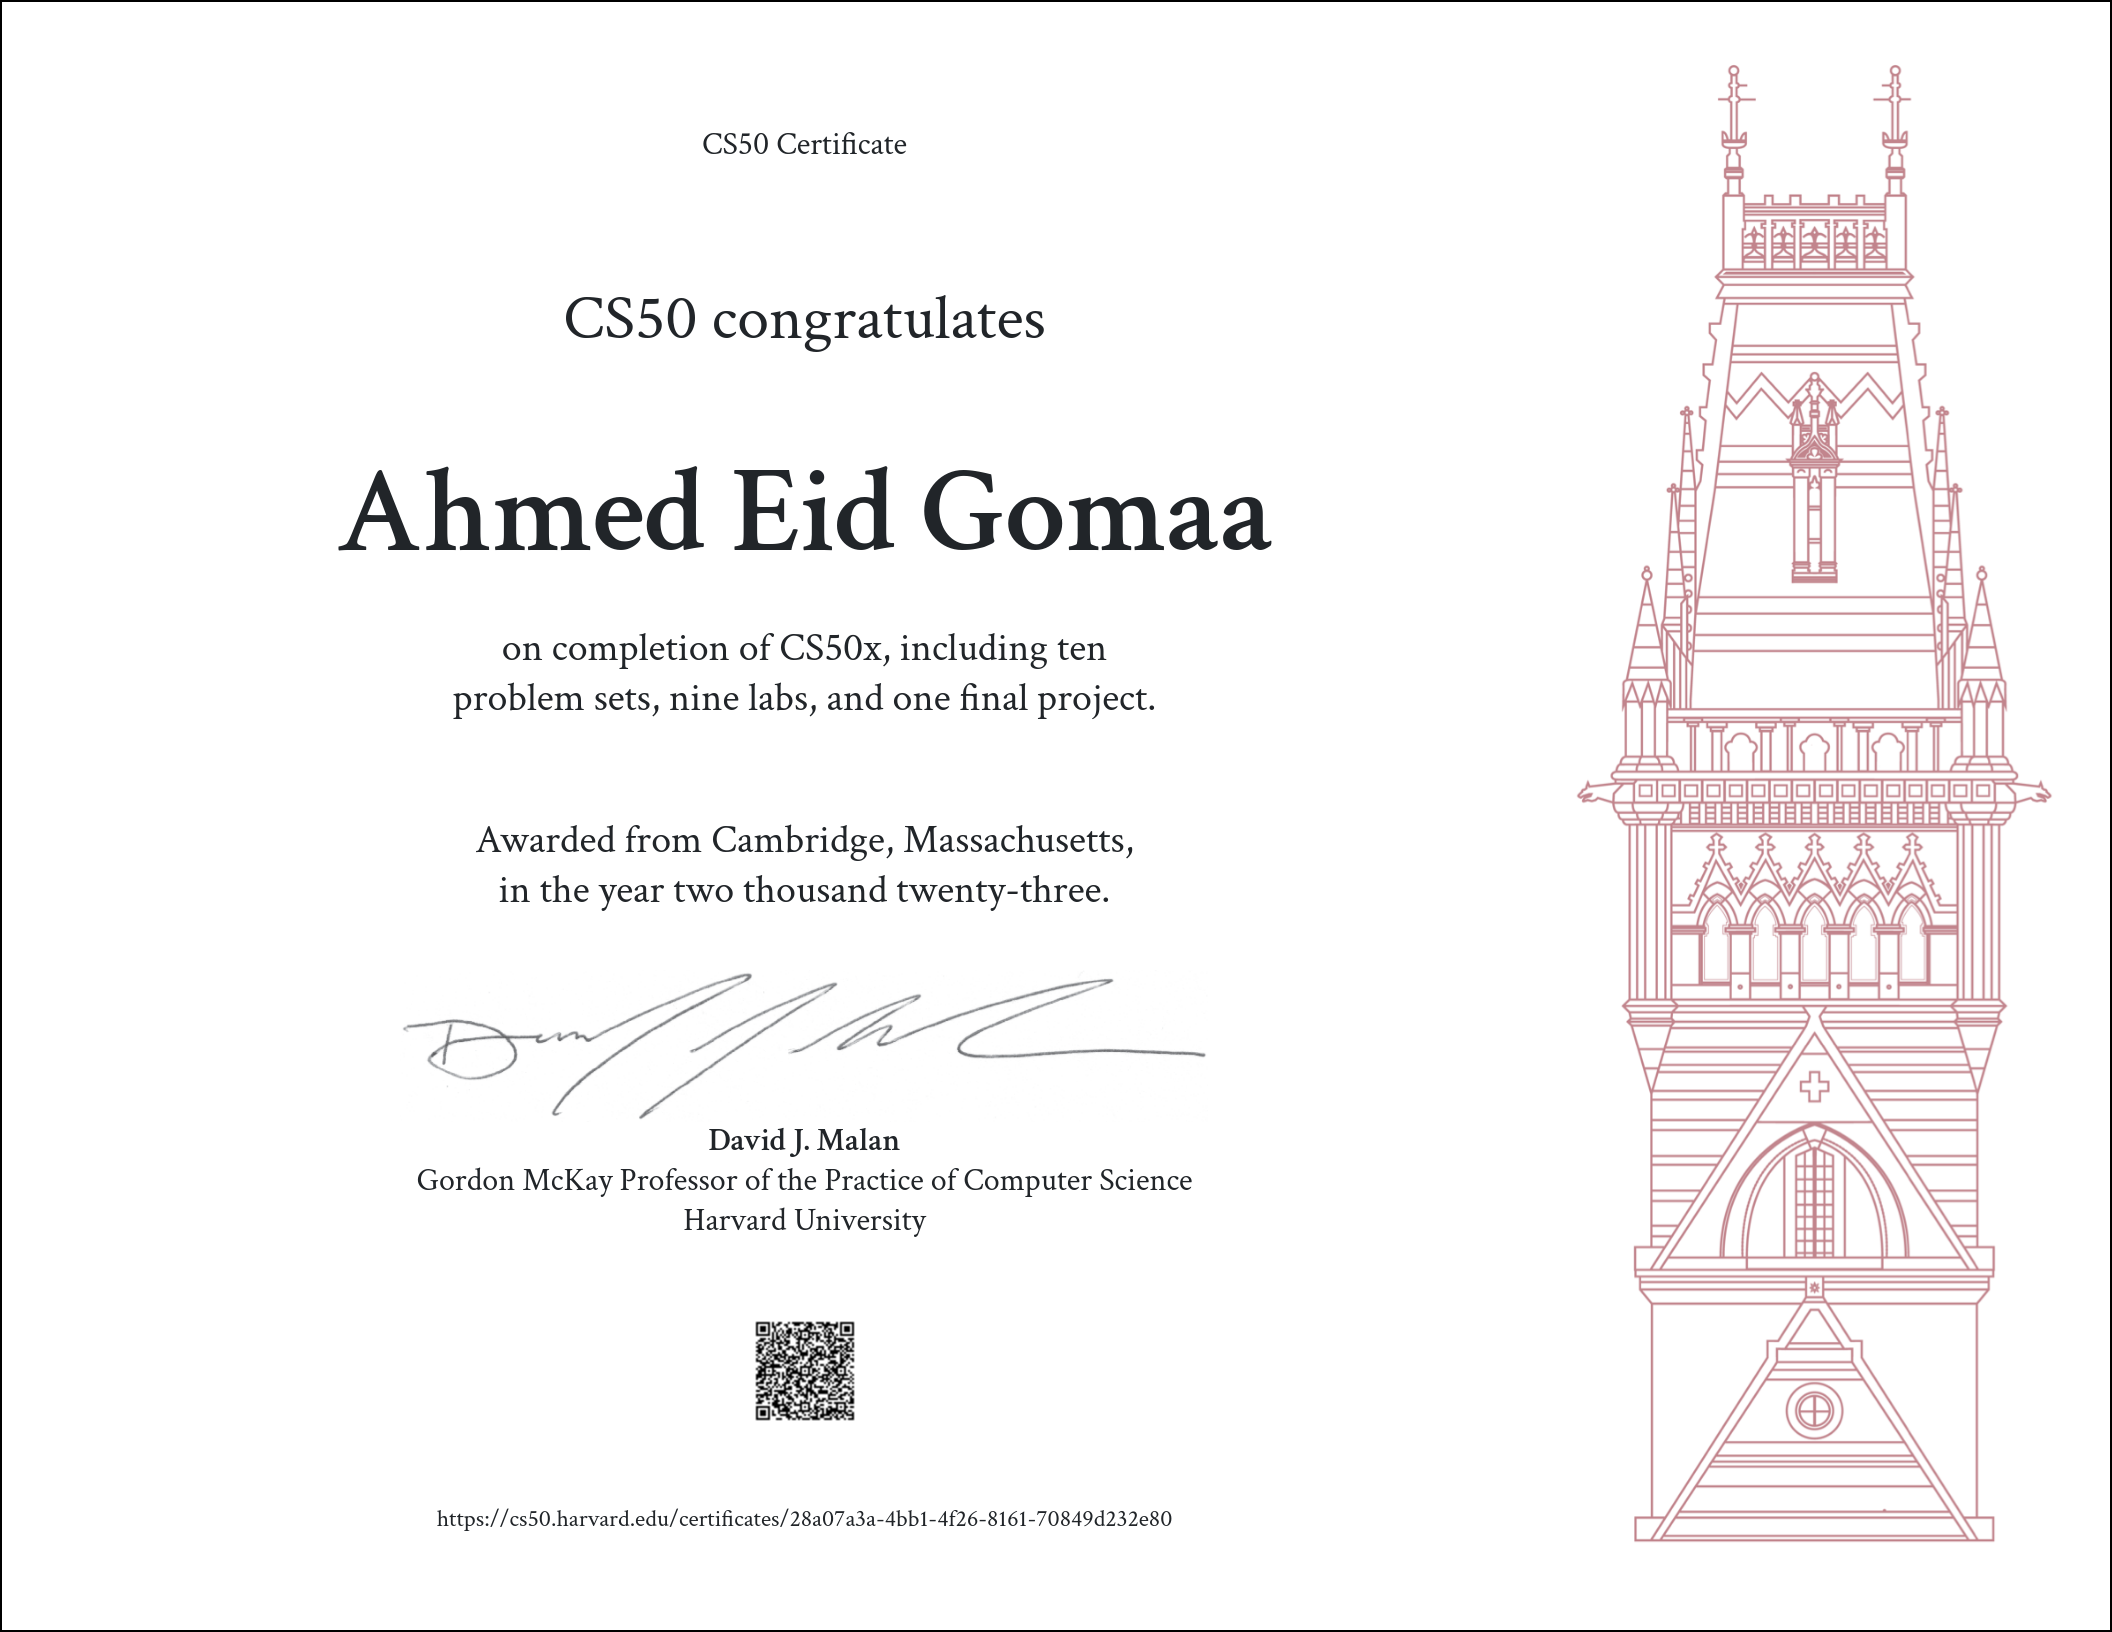 CS50 Certificate
CS50 congratulates
Ahmed Eid Gomaa
on completion of CS50x, including ten
problem sets, nine labs, and one final project.
Awarded from Cambridge, Massachusetts,
in the year two thousand twenty-three.
David J. Malan
Gordon McKay Professor of the Practice of Computer Science
Harvard University
https://cs50.harvard.edu/certificates/28a07a3a-4bb1-4f26-8161-70849d232e80